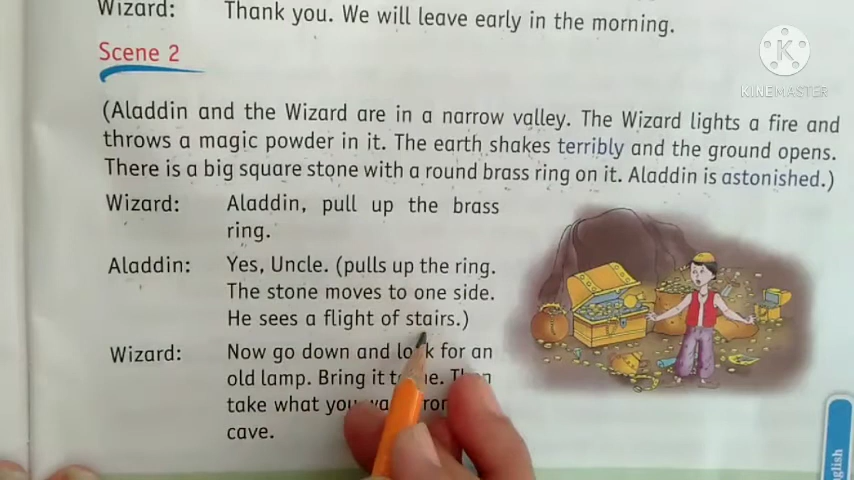 Wizard: Thank you. We will leave early in the morning.
Scene 2
(Aladdin and the Wizard are in a narrow valley. The Wizard lights a fire and
throws a magic powder in it. The earth shakes terribly and the ground opens.
There is a big square stone with a round brass ring on it. Aladdin is astonished.)
Wizard: Aladdin, pull up the brass
ring.
Aladdin: Yes, Uncle. (pulls up the ring.
The stone moves to one side.
He sees a flight of stairs.)
Wizard: Now go down and look for an
old lamp. Bring it to
take what you
cave.
K
KINEMASTER